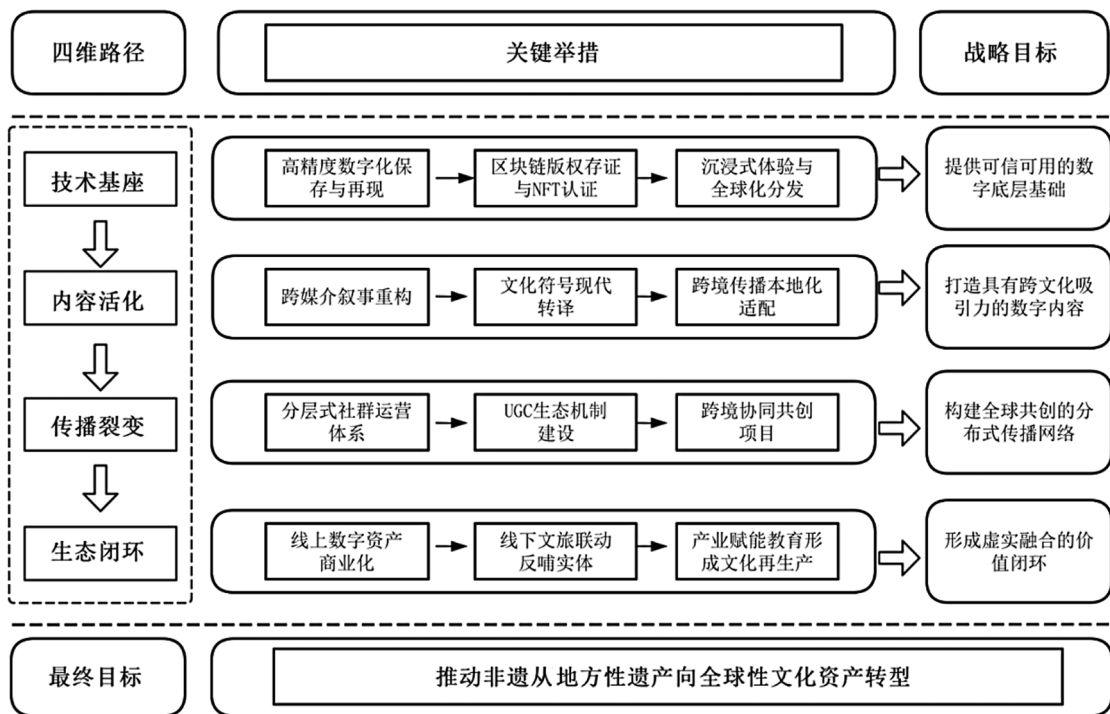 四维路径
关键举措
战略目标
技术基座
高精度数字化保
存与再现
区块链版权存证
与NFT认证
沉浸式体验与
全球化分发
提供可信可用的数
字底层基础
内容活化
跨媒介叙事重构
文化符号现代
转译
跨境传播本地化
适配
打造具有跨文化吸
引力的数字内容
传播裂变
分层式社群运营
体系
UGC生态机制
建设
跨境协同共创
项目
构建全球共创的分
布式传播网络
生态闭环
线上数字资产
商业化
线下文旅联动
反哺实体
产业赋能教育形
成文化再生产
形成虚实融合的价
值闭环
最终目标
推动非遗从地方性遗产向全球性文化资产转型